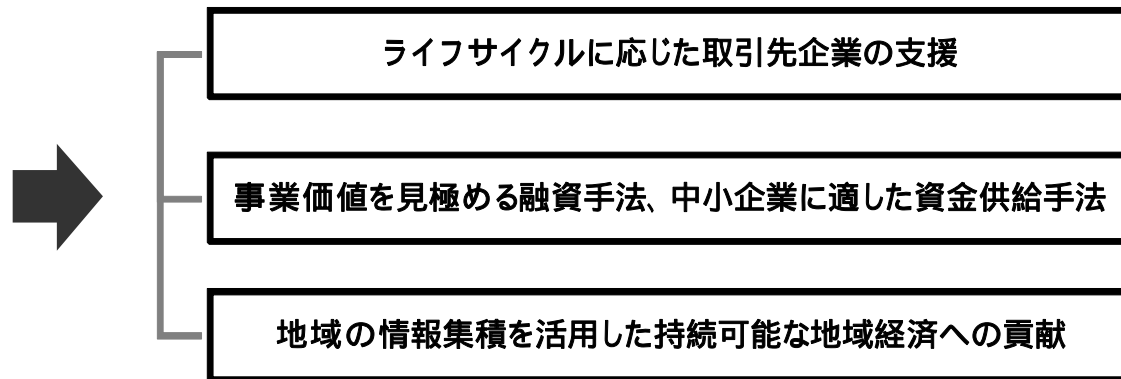 ライフサイクルに応じた取引先企業の支援
事業価値を見極める融資手法、中小企業に適した資金供給手法
地域の情報集積を活用した持続可能な地域経済への貢献